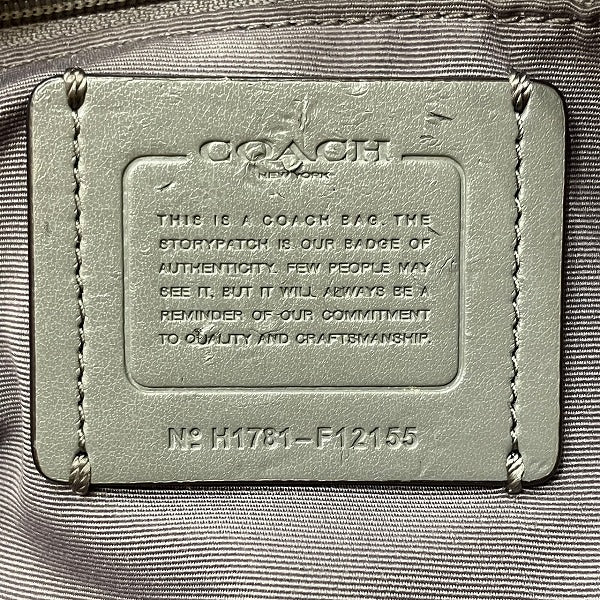 COACH
NEW YORK
THIS IS A COACH BAG. THE
STORYPATCH IS OUR BADGE OF
AUTHENTICITY. FEW PEOPLE MAY
SEE IT, BUT IT WILL ALWAYS BE A
REMINDER OF OUR COMMITMENT
TO QUALITY AND CRAFTSMANSHIP.
Nº H1781-F12155